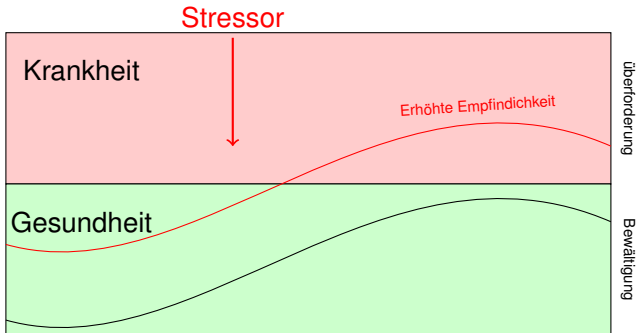 Stressor
Krankheit
überforderung
Erhöhte Empfindichkeit
Gesundheit
Bewältigung